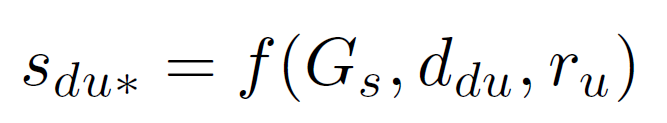 s_{du*} = f(G_s, d_{du}, r_u)